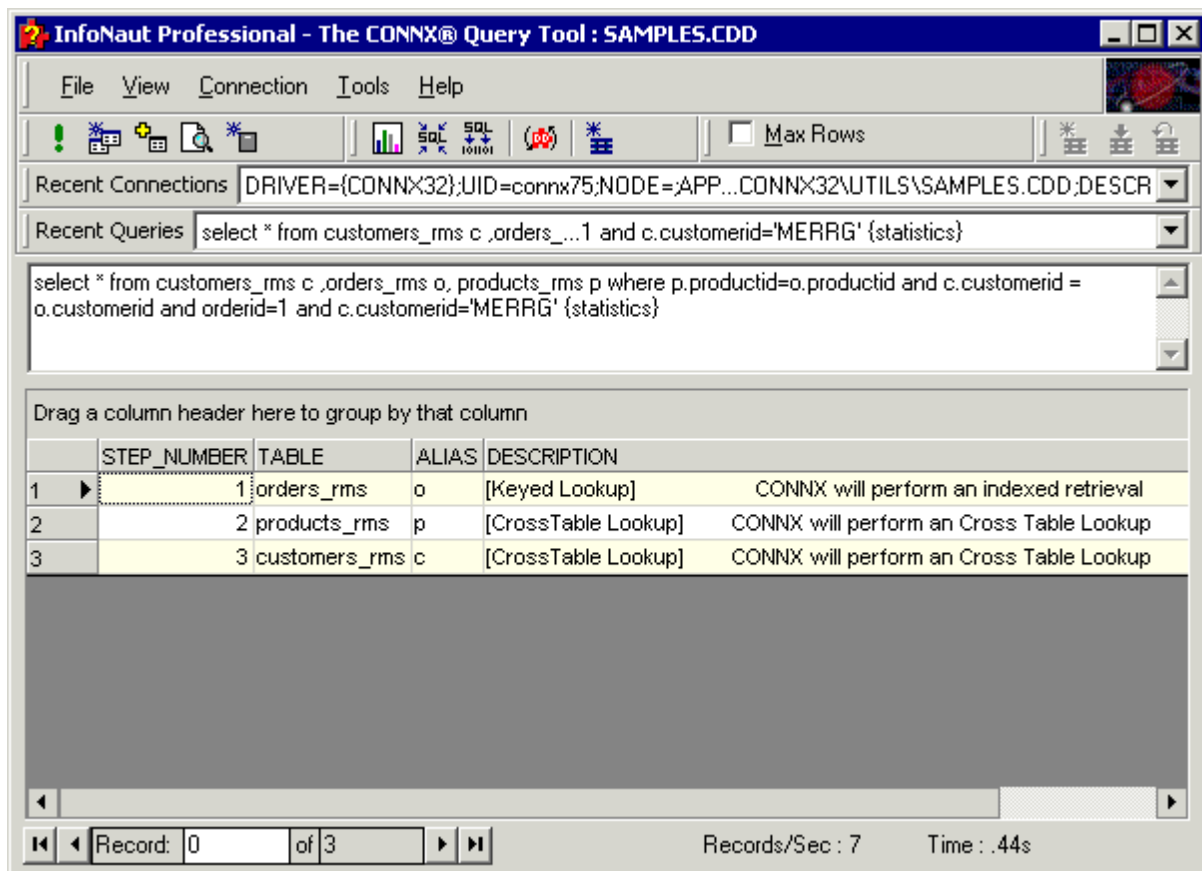 InfoNaut Professional - The CONNX® Query Tool : SAMPLES.CDD
File View Connection Tools Help
SQL SQL Max Rows
Recent Connections DRIVER={CONNX32};UID=connx75;NODE=;APP...CONNX32\UTILS\SAMPLES.CDD;DESCR
Recent Queries select * from customers_rms c ,orders_...1 and c.customerid='MERRG' {statistics}
select * from customers_rms c ,orders_rms o, products_rms p where p.productid=o.productid and c.customerid =
o.customerid and orderid=1 and c.customerid='MERRG' {statistics}
Drag a column header here to group by that column
STEP_NUMBER TABLE ALIAS DESCRIPTION
1 1 orders_rms o [Keyed Lookup] CONNX will perform an indexed retrieval
2 2 products_rms p [CrossTable Lookup] CONNX will perform an Cross Table Lookup
3 3 customers_rms c [CrossTable Lookup] CONNX will perform an Cross Table Lookup
Record: 0 of 3 Records/Sec : 7 Time : .44s